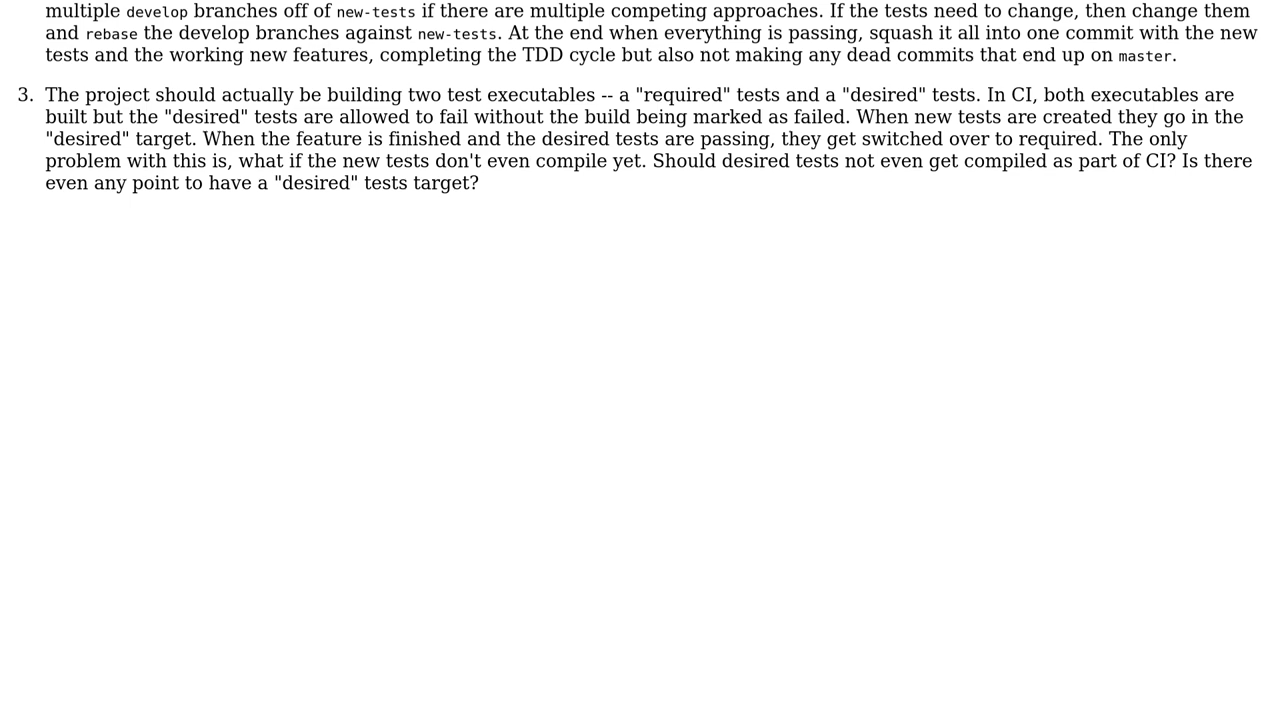 multiple develop branches off of new-tests if there are multiple competing approaches. If the tests need to change, then change them
and rebase the develop branches against new-tests. At the end when everything is passing, squash it all into one commit with the new
tests and the working new features, completing the TDD cycle but also not making any dead commits that end up on master.
3. The project should actually be building two test executables -- a "required" tests and a "desired" tests. In CI, both executables are
built but the "desired" tests are allowed to fail without the build being marked as failed. When new tests are created they go in the
"desired" target. When the feature is finished and the desired tests are passing, they get switched over to required. The only
problem with this is, what if the new tests don't even compile yet. Should desired tests not even get compiled as part of CI? Is there
even any point to have a "desired" tests target?